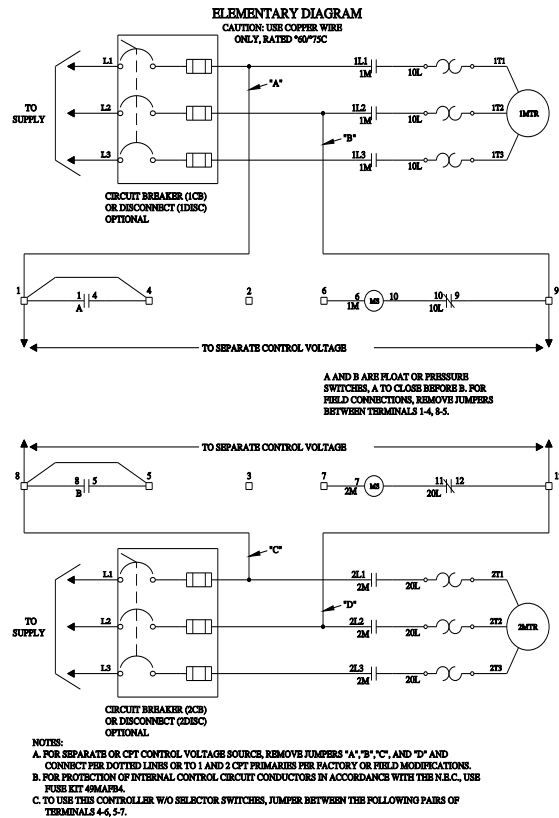 ELEMENTARY DIAGRAM
CAUTION: USE COPPER WIRE
ONLY, RATED °60/°75C
L1
1L1
1M
10L
1T1
"A"
TO
SUPPLY
L2
1L2
1M
10L
1T2
1MTR
"B"
L3
1L3
1M
10L
1T3
CIRCUIT BREAKER (1CB)
OR DISCONNECT (1DISC)
OPTIONAL
1
1 4
A
4
2
6
6
1M
MS
10
10 9
10L
9
TO SEPARATE CONTROL VOLTAGE
A AND B ARE FLOAT OR PRESSURE
SWITCHES, A TO CLOSE BEFORE B. FOR
FIELD CONNECTIONS, REMOVE JUMPERS
BETWEEN TERMINALS 1-4, 8-5.
TO SEPARATE CONTROL VOLTAGE
8
8 5
B
5
3
7
7
2M
MS
11 12
20L
"C"
L1
2L1
2M
20L
2T1
"D"
TO
SUPPLY
L2
2L2
2M
20L
2T2
2MTR
L3
2L3
2M
20L
2T3
CIRCUIT BREAKER (2CB)
OR DISCONNECT (2DISC)
OPTIONAL
NOTES:
A. FOR SEPARATE OR CPT CONTROL VOLTAGE SOURCE, REMOVE JUMPERS "A","B","C", AND "D" AND
CONNECT PER DOTTED LINES OR TO 1 AND 2 CPT PRIMARIES PER FACTORY OR FIELD MODIFICATIONS.
B. FOR PROTECTION OF INTERNAL CONTROL CIRCUIT CONDUCTORS IN ACCORDANCE WITH THE N.E.C., USE
FUSE KIT 49MAFB4.
C. TO USE THIS CONTROLLER W/O SELECTOR SWITCHES, JUMPER BETWEEN THE FOLLOWING PAIRS OF
TERMINALS 4-6, 5-7.